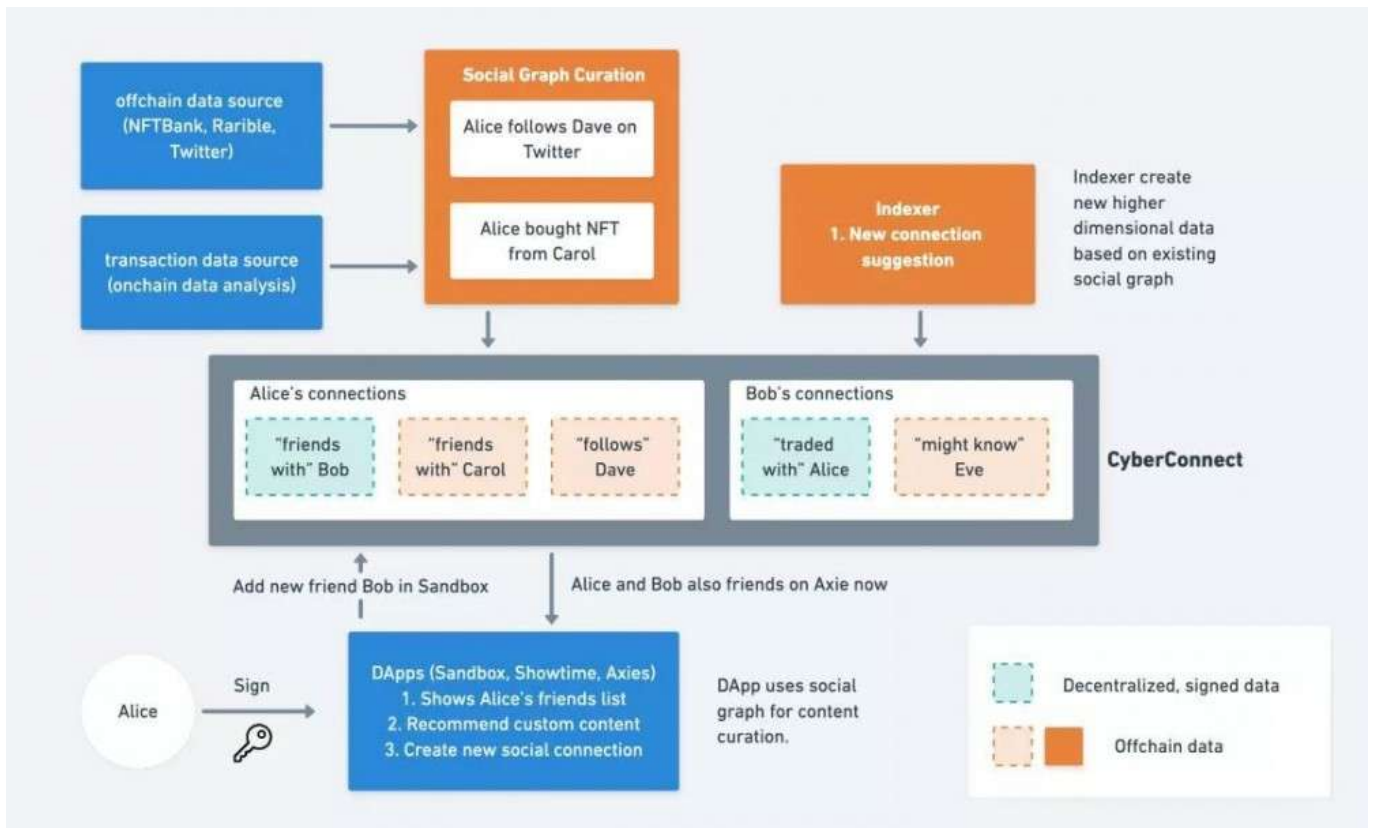 offchain data source
(NFTBank, Rarible,
Twitter)
transaction data source
(onchain data analysis)
Social Graph Curation
Alice follows Dave on
Twitter
Alice bought NFT
from Carol
Indexer
1. New connection
suggestion
Indexer create
new higher
dimensional data
based on existing
social graph
Alice's connections
"friends
with" Bob
"friends
with" Carol
"follows"
Dave
Bob's connections
"traded
with" Alice
"might know"
Eve
CyberConnect
Add new friend Bob in Sandbox
Alice and Bob also friends on Axie now
Alice
Sign
DApps (Sandbox, Showtime, Axies)
1. Shows Alice's friends list
2. Recommend custom content
3. Create new social connection
DApp uses social
graph for content
curation.
Decentralized, signed data
Offchain data